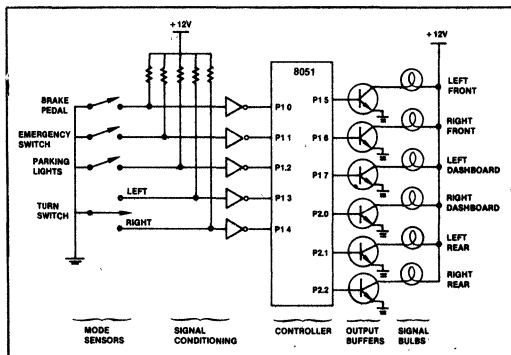 + 12V
+ 12V
8051
BRAKE
PEDAL
P1 0
P1 5
LEFT
FRONT
EMERGENCY
SWITCH
P1 1
P1 6
RIGHT
FRONT
PARKING
LIGHTS
P1.2
P1 7
LEFT
DASHBOARD
LEFT
P1 3
P2.0
RIGHT
DASHBOARD
TURN
SWITCH
RIGHT
P1 4
P2.1
LEFT
REAR
P2.2
RIGHT
REAR
MODE
SENSORS
SIGNAL
CONDITIONING
CONTROLLER
OUTPUT
BUFFERS
SIGNAL
BULBS